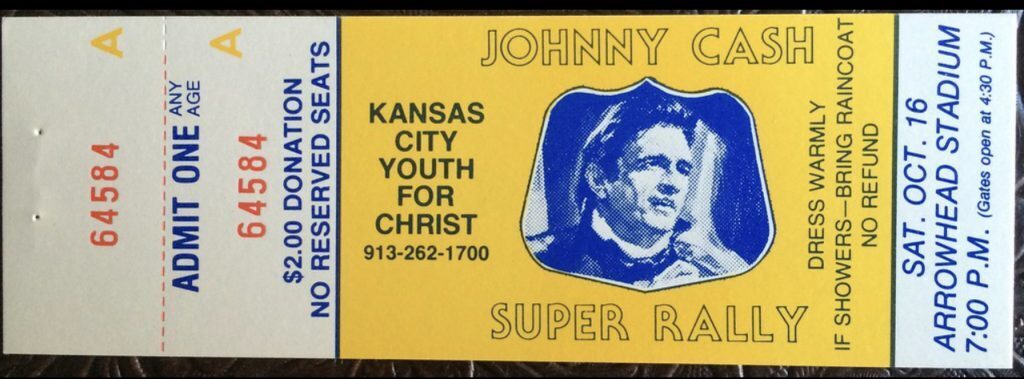 A
64584
ADMIT ONE ANY
AGE
A
64584
$2.00 DONATION
NO RESERVED SEATS
JOHNNY CASH
KANSAS
CITY
YOUTH
FOR
CHRIST
913-262-1700
SUPER RALLY
DRESS WARMLY
IF SHOWERS—BRING RAINCOAT
NO REFUND
SAT. OCT. 16
ARROWHEAD STADIUM
7:00 P.M. (Gates open at 4:30 P.M.)